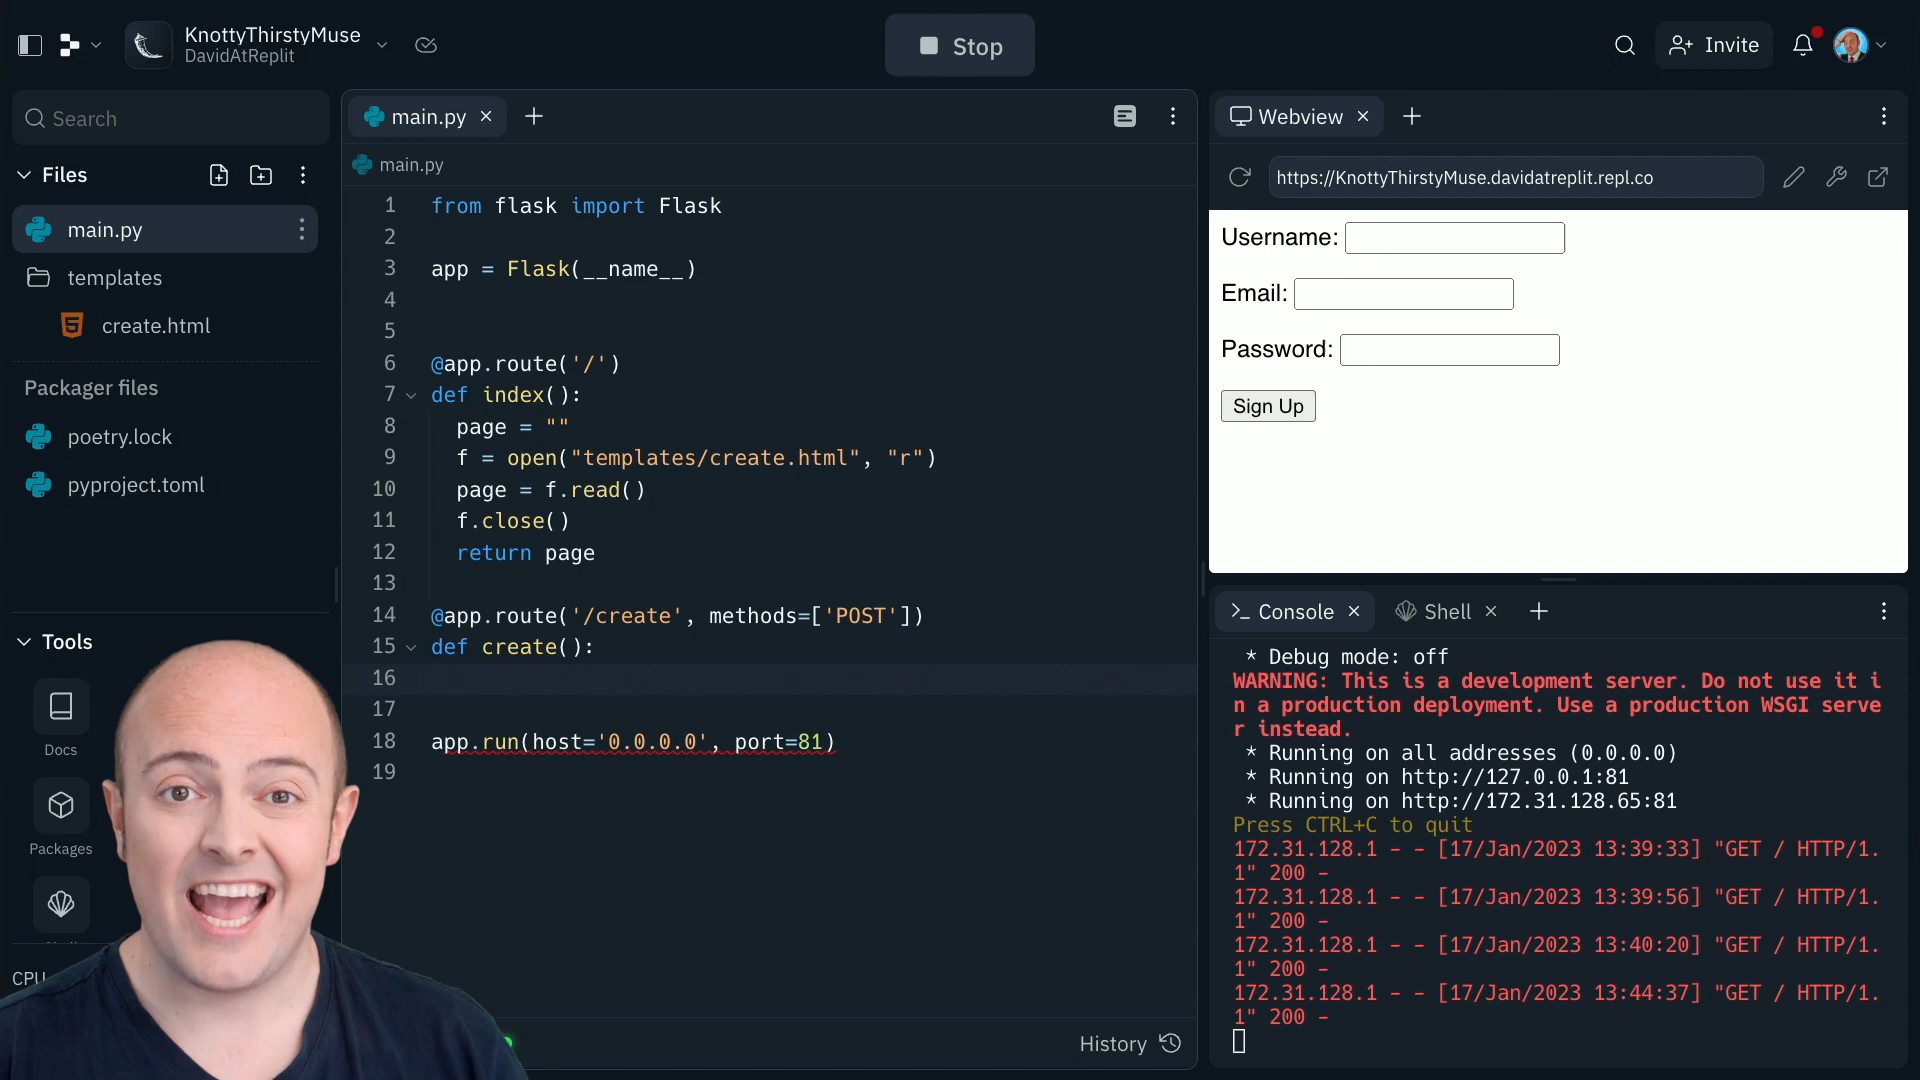 KnottyThirstyMuse
DavidAtReplit
Stop
Invite
Search
Files
main.py
templates
create.html
Packager files
poetry.lock
pyproject.toml
Tools
Docs
Packages
CPU
main.py
main.py
1 from flask import Flask
2
3 app = Flask(__name__)
4
5
6 @app.route('/')
7 def index():
8 page = ""
9 f = open("templates/create.html", "r")
10 page = f.read()
11 f.close()
12 return page
13
14 @app.route('/create', methods=['POST'])
15 def create():
16
17
18 app.run(host='0.0.0.0', port=81)
19
History
Webview
https://KnottyThirstyMuse.davidatreplit.repl.co
Username:
Email:
Password:
Sign Up
Console
Shell
* Debug mode: off
WARNING: This is a development server. Do not use it i
n a production deployment. Use a production WSGI serve
r instead.
* Running on all addresses (0.0.0.0)
* Running on http://127.0.0.1:81
* Running on http://172.31.128.65:81
Press CTRL+C to quit
172.31.128.1 - - [17/Jan/2023 13:39:33] "GET / HTTP/1.
1" 200 -
172.31.128.1 - - [17/Jan/2023 13:39:56] "GET / HTTP/1.
1" 200 -
172.31.128.1 - - [17/Jan/2023 13:40:20] "GET / HTTP/1.
1" 200 -
172.31.128.1 - - [17/Jan/2023 13:44:37] "GET / HTTP/1.
1" 200 -